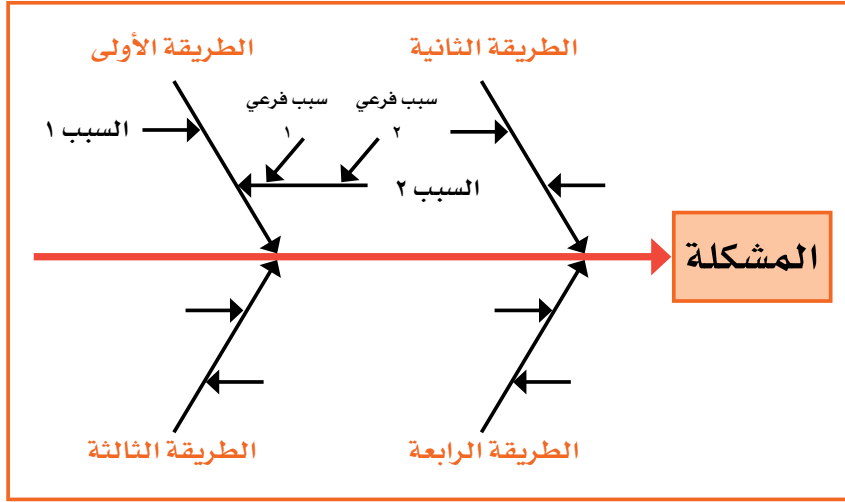 الطريقة الثانية
الطريقة الأولى
سبب فرعي
٢
سبب فرعي
١
السبب ١
السبب ٢
المشكلة
الطريقة الرابعة
الطريقة الثالثة